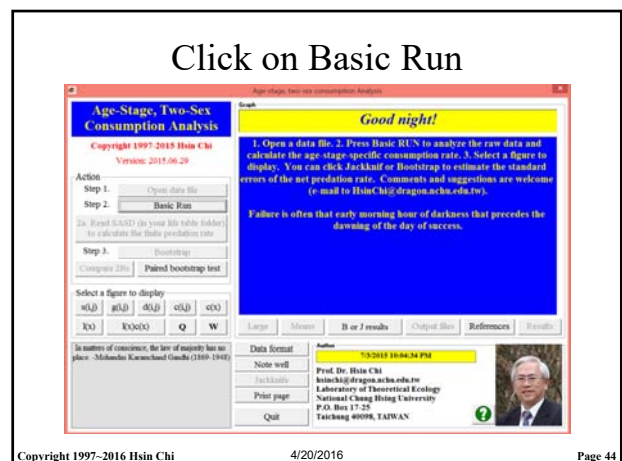 Click on Basic Run
Age-stage, two-sex consumption Analysis
Age-Stage, Two-Sex
Consumption Analysis
Copyright 1997-2015 Hsin Chi
Version: 2015.06.29
Action
Step 1. Open data file
Step 2. Basic Run
2a. Read SASD (in your life table folder)
to calculate the finite predation rate
Step 3. Bootstrap
Compare 2Bs Paired bootstrap test
Select a figure to display
s(i,j) g(i,j) d(i,j) c(i,j) c(x)
l(x) l(x)c(x) Q W
In matters of conscience, the law of majority has no
place. -Mohandas Karamchand Gandhi (1869-1948)
Graph
Good night!
1. Open a data file. 2. Press Basic RUN to analyze the raw data and
calculate the age-stage-specific consumption rate. 3. Select a figure to
display. You can click Jackknif or Bootstrap to estimate the standard
errors of the net predation rate. Comments and suggestions are welcome
(e-mail to HsinChi@dragon.nchu.edu.tw).
Failure is often that early morning hour of darkness that precedes the
dawning of the day of success.
Large Means B or J results Output files References Results
Data format
Note well
Jackknife
Print page
Quit
Author
7/3/2015 10:04:34 PM
Prof. Dr. Hsin Chi
hsinchi@dragon.nchu.edu.tw
Laboratory of Theoretical Ecology
National Chung Hsing University
P.O. Box 17-25
Taichung 40098, TAIWAN
?
Copyright 1997~2016 Hsin Chi 4/20/2016 Page 44